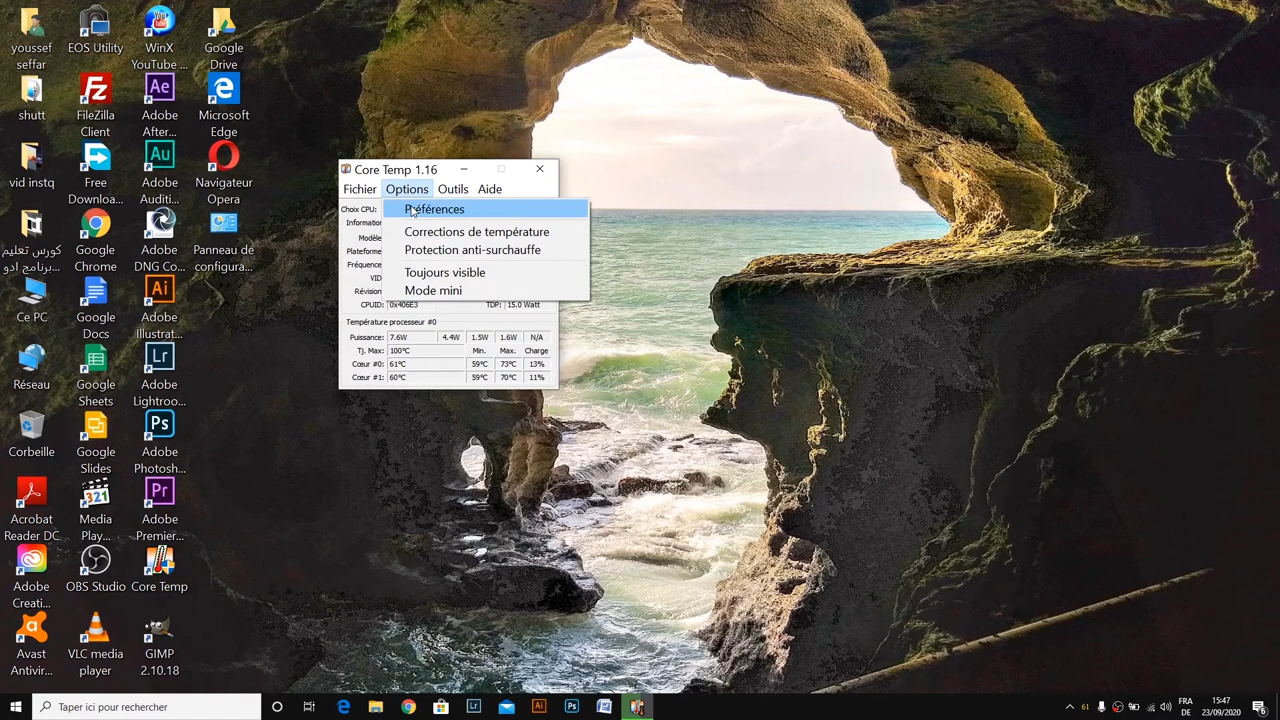 youssef
seffar
EOS Utility
WinX
YouTube ...
Google
Drive
shutt
FileZilla
Client
Adobe
After...
Microsoft
Edge
vid instq
Free
Downloa...
Adobe
Auditi...
Navigateur
Opera
كورس تعليم
برنامج ادو...
Google
Chrome
Adobe
DNG Co...
Panneau de
configura...
Ce PC
Google
Docs
Adobe
Illustrat...
Réseau
Google
Sheets
Adobe
Lightroo...
Corbeille
Google
Slides
Adobe
Photosh...
Acrobat
Reader DC
Media
Play...
Adobe
Premier...
Adobe
Creati...
OBS Studio
Core Temp
Avast
Antivir...
VLC media
player
GIMP
2.10.18
Core Temp 1.16
Fichier Options Outils Aide
Choix CPU:
Information
Modèle
Plateforme
Fréquence
VID
Révision
CPUID: 0x406E3 TDP: 15.0 Watt
Préférences
Corrections de température
Protection anti-surchauffe
Toujours visible
Mode mini
Température processeur #0
Puissance: 7.6W 4.4W 1.5W 1.6W N/A
Tj. Max: 100°C Min. Max. Charge
Cœur #0: 61°C 59°C 73°C 13%
Cœur #1: 60°C 59°C 70°C 11%
Taper ici pour rechercher
61
FRA
DE
15:47
23/09/2020
6